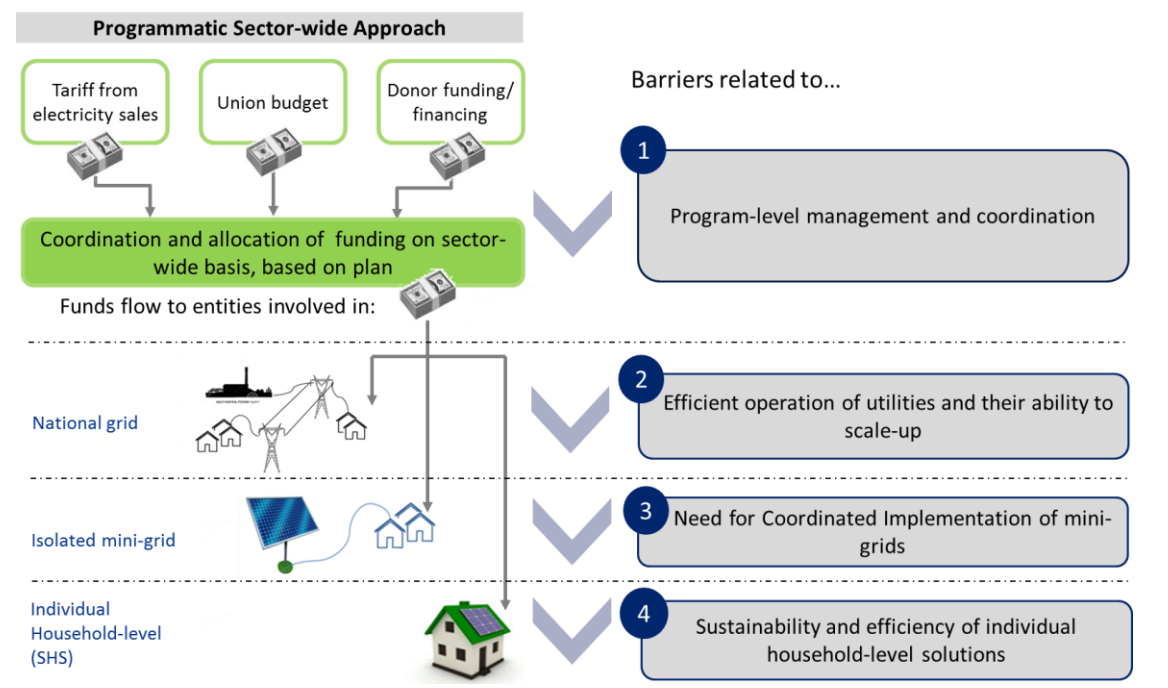 Programmatic Sector-wide Approach
Tariff from
electricity sales
Union budget
Donor funding/
financing
Barriers related to...
1
Program-level management and coordination
Coordination and allocation of funding on sector-
wide basis, based on plan
Funds flow to entities involved in:
National grid
2
Efficient operation of utilities and their ability to
scale-up
Isolated mini-grid
3
Need for Coordinated Implementation of mini-
grids
Individual
Household-level
(SHS)
4
Sustainability and efficiency of individual
household-level solutions